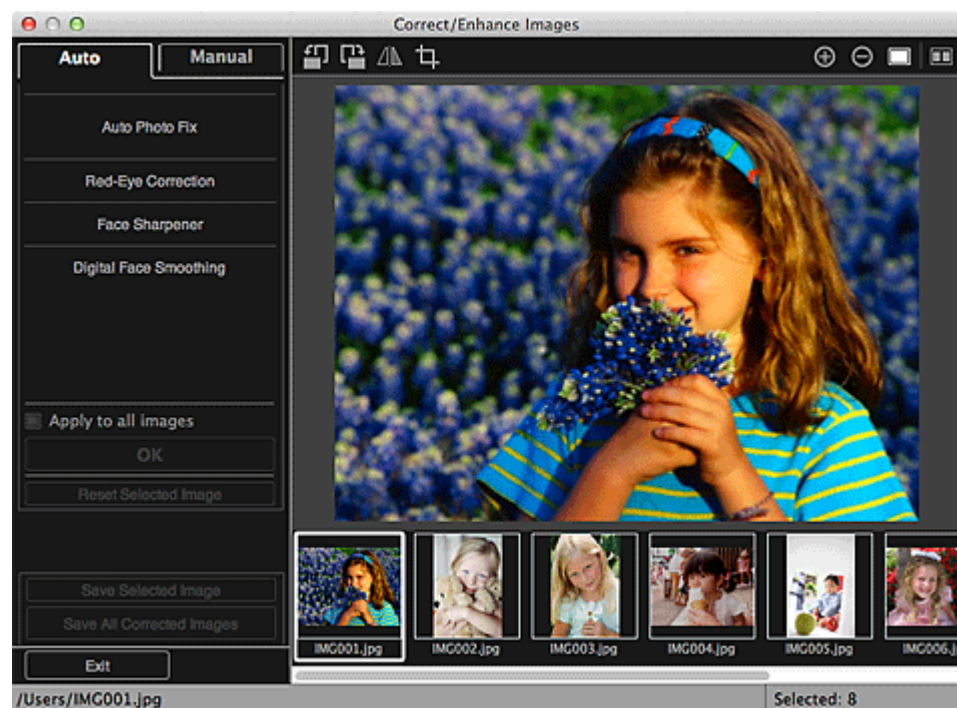 Correct/Enhance Images
Auto
Manual
Auto Photo Fix
Red-Eye Correction
Face Sharpener
Digital Face Smoothing
Apply to all images
OK
Reset Selected Image
Save Selected Image
Save All Corrected Images
Exit
IMG001.jpg
IMG002.jpg
IMG003.jpg
IMG004.jpg
IMG005.jpg
IMG006.j
/Users/IMG001.jpg
Selected: 8